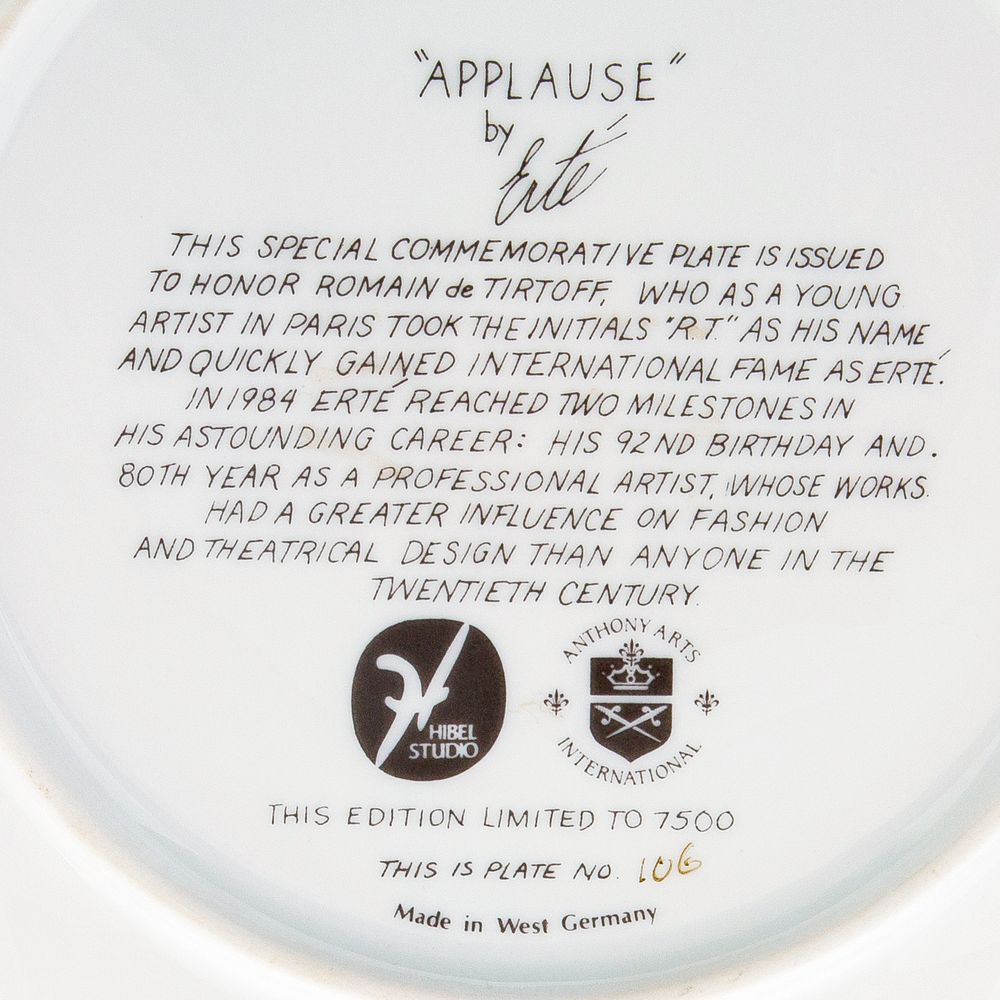 "APPLAUSE"
by
Erté
THIS SPECIAL COMMEMORATIVE PLATE IS ISSUED
TO HONOR ROMAIN de TIRTOFF, WHO AS A YOUNG
ARTIST IN PARIS TOOK THE INITIALS "R.T." AS HIS NAME
AND QUICKLY GAINED INTERNATIONAL FAME AS ERTÉ.
IN 1984 ERTÉ REACHED TWO MILESTONES IN
HIS ASTOUNDING CAREER: HIS 92ND BIRTHDAY AND.
80TH YEAR AS A PROFESSIONAL ARTIST, WHOSE WORKS.
HAD A GREATER INFLUENCE ON FASHION
AND THEATRICAL DESIGN THAN ANYONE IN THE
TWENTIETH CENTURY.
HIBEL
STUDIO
ANTHONY ARTS
INTERNATIONAL
THIS EDITION LIMITED TO 7500
THIS IS PLATE NO. 106
Made in West Germany